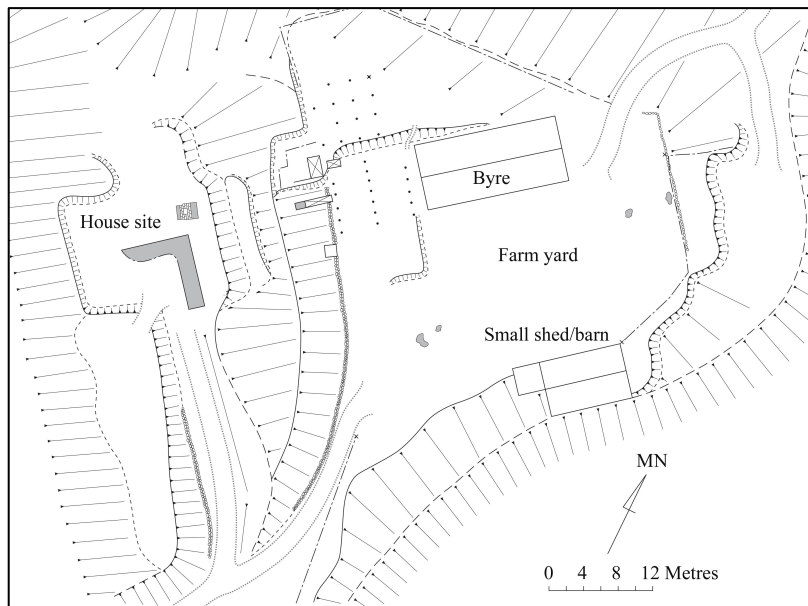 Byre
House site
Farm yard
Small shed/barn
MN
0 4 8 12 Metres